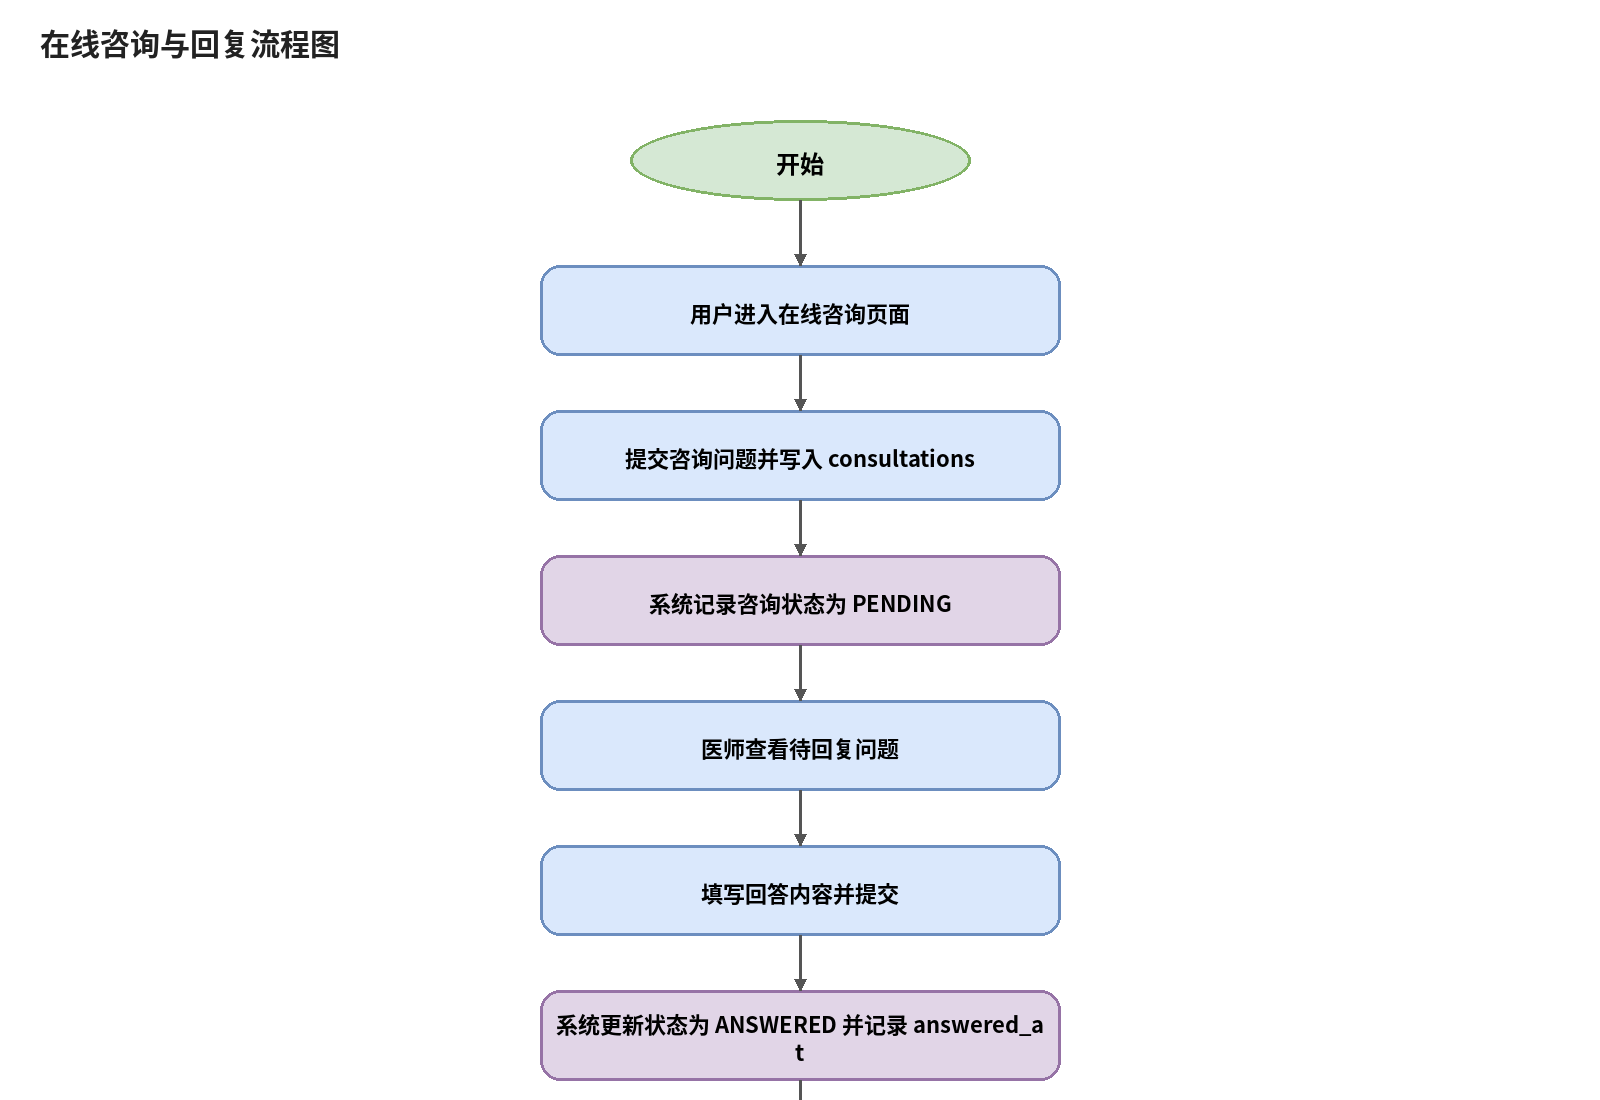 在线咨询与回复流程图
开始
用户进入在线咨询页面
提交咨询问题并写入 consultations
系统记录咨询状态为 PENDING
医师查看待回复问题
填写回答内容并提交
系统更新状态为 ANSWERED 并记录 answered_a
t